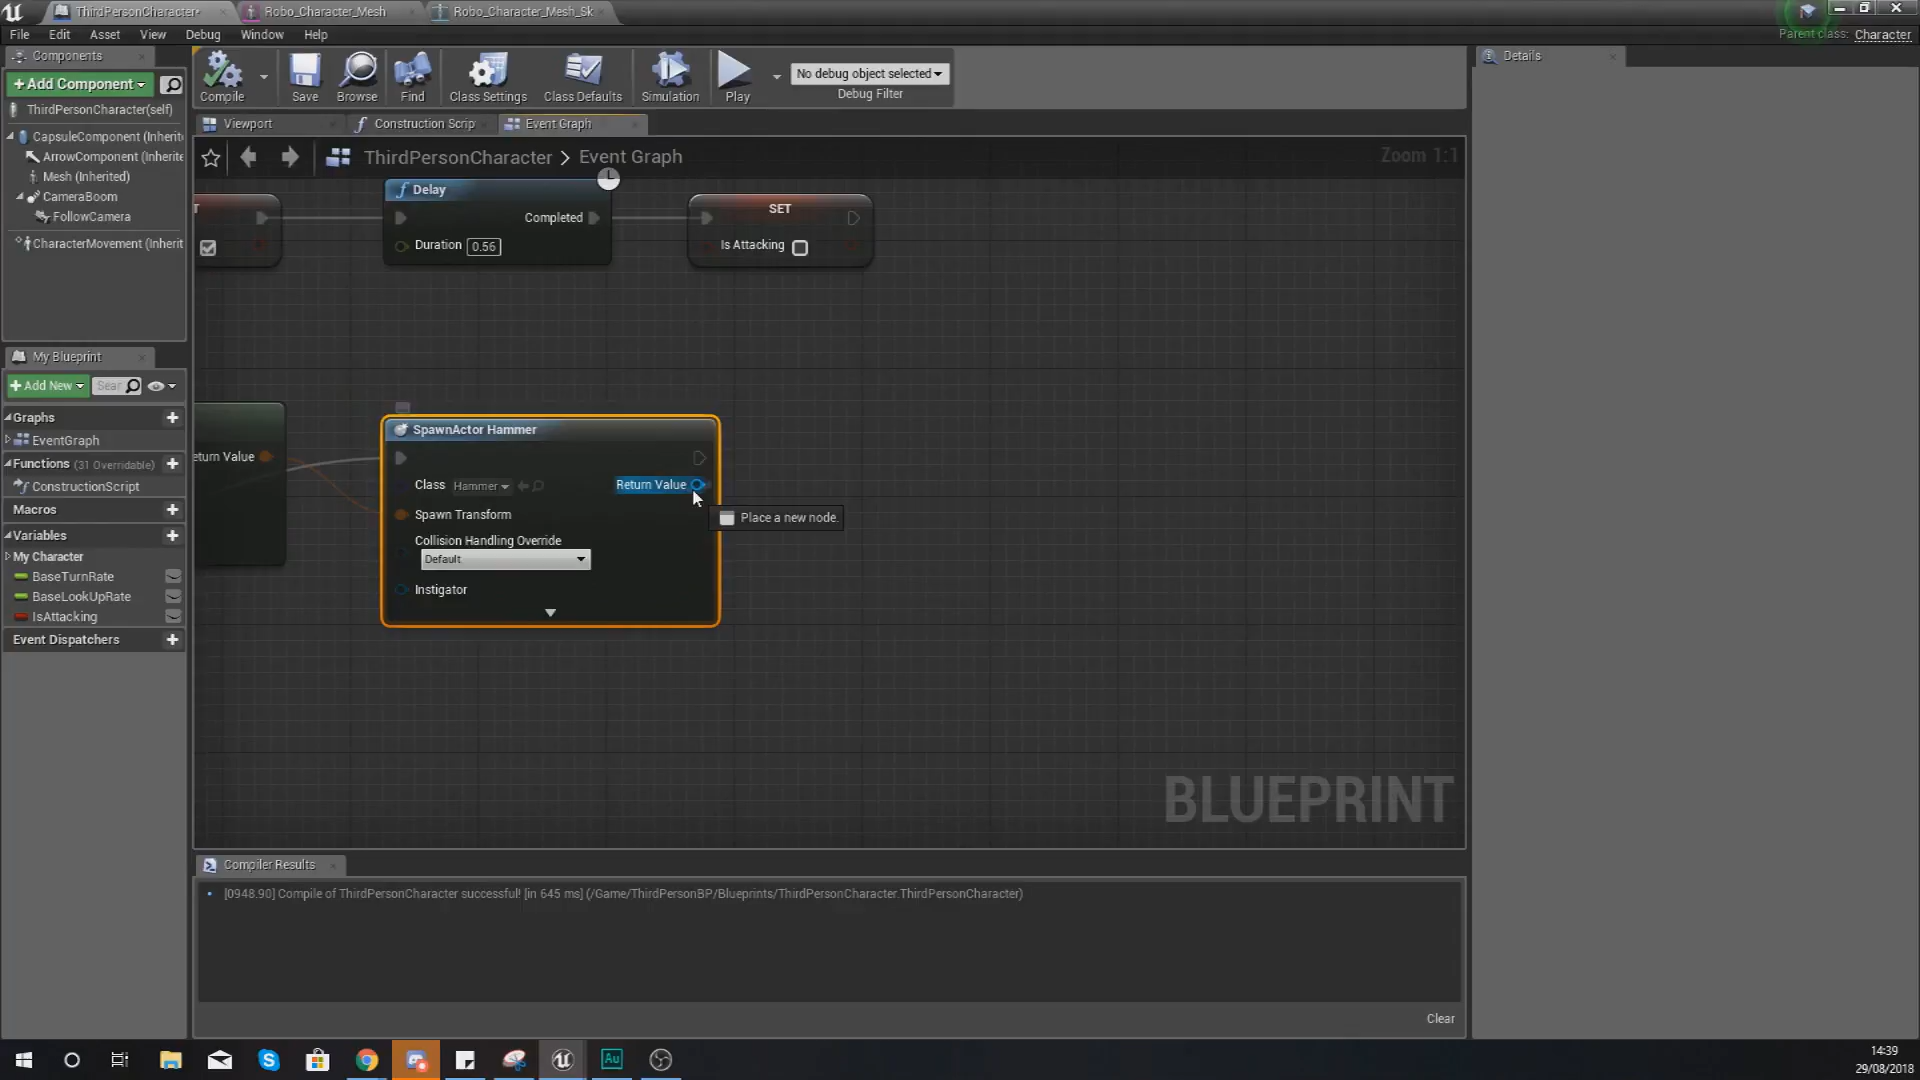 ThirdPersonCharacter
Robo_Character_Mesh
Robo_Character_Mesh_Sk
File Edit Asset View Debug Window Help
Parent class: Character
Components
+Add Component
ThirdPersonCharacter(self)
CapsuleComponent (Inherite
ArrowComponent (Inherite
Mesh (Inherited)
CameraBoom
FollowCamera
CharacterMovement (Inherit
Compile
Save
Browse
Find
Class Settings
Class Defaults
Simulation
Play
No debug object selected
Debug Filter
Details
Viewport
Construction Scrip
Event Graph
ThirdPersonCharacter > Event Graph
Zoom 1:1
T
Delay
Completed
Duration 0.56
SET
Is Attacking
My Blueprint
+Add New
Sear
Graphs
EventGraph
Functions (31 Overridable)
ConstructionScript
Macros
Variables
My Character
BaseTurnRate
BaseLookUpRate
IsAttacking
Event Dispatchers
eturn Value
SpawnActor Hammer
Class Hammer
Return Value
Spawn Transform
Collision Handling Override
Default
Instigator
Place a new node.
BLUEPRINT
Compiler Results
[0948.90] Compile of ThirdPersonCharacter successful! [in 645 ms] (/Game/ThirdPersonBP/Blueprints/ThirdPersonCharacter.ThirdPersonCharacter)
Clear
Au
14:39
29/08/2018